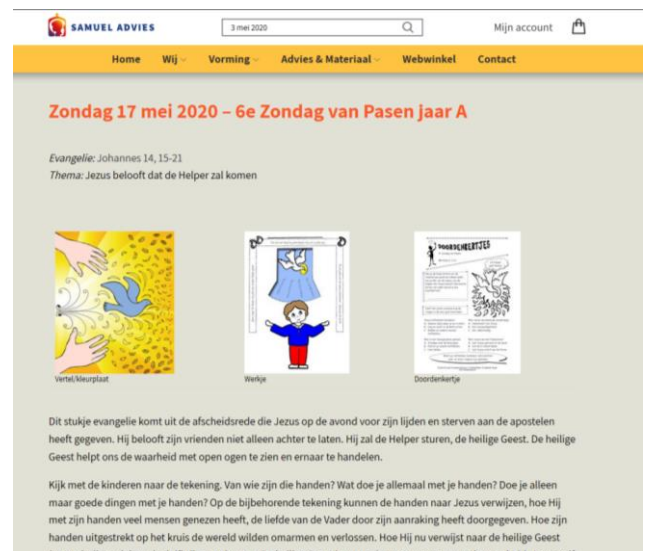 SAMUEL ADVIES
3 mei 2020
Mijn account
Home Wij Vorming Advies & Materiaal Webwinkel Contact
Zondag 17 mei 2020 – 6e Zondag van Pasen jaar A
Evangelie: Johannes 14, 15-21
Thema: Jezus belooft dat de Helper zal komen
DOORDENKERTJES
Vertel/kleurplaat
Werkje
Doordenkertje
Dit stukje evangelie komt uit de afscheidsrede die Jezus op de avond voor zijn lijden en sterven aan de apostelen
heeft gegeven. Hij belooft zijn vrienden niet alleen achter te laten. Hij zal de Helper sturen, de heilige Geest. De heilige
Geest helpt ons de waarheid met open ogen te zien en ernaar te handelen.
Kijk met de kinderen naar de tekening. Van wie zijn die handen? Wat doe je allemaal met je handen? Doe je alleen
maar goede dingen met je handen? Op de bijbehorende tekening kunnen de handen naar Jezus verwijzen, hoe Hij
met zijn handen veel mensen genezen heeft, de liefde van de Vader door zijn aanraking heeft doorgegeven. Hoe zijn
handen uitgestrekt op het kruis de wereld wilden omarmen en verlossen. Hoe Hij nu verwijst naar de heilige Geest